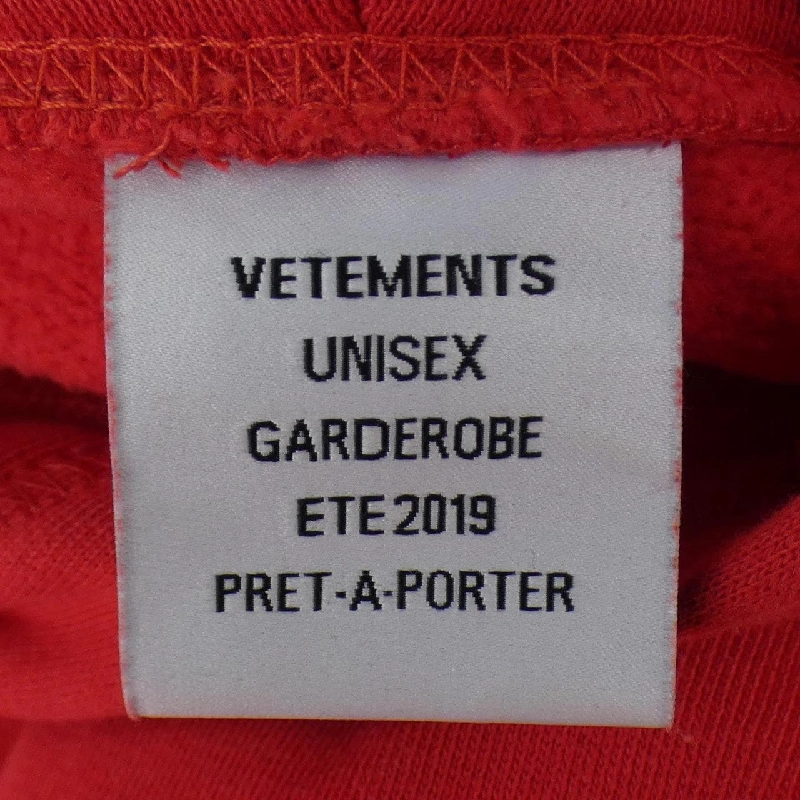 VETEMENTS
UNISEX
GARDEROBE
ETE 2019
PRET-A-PORTER